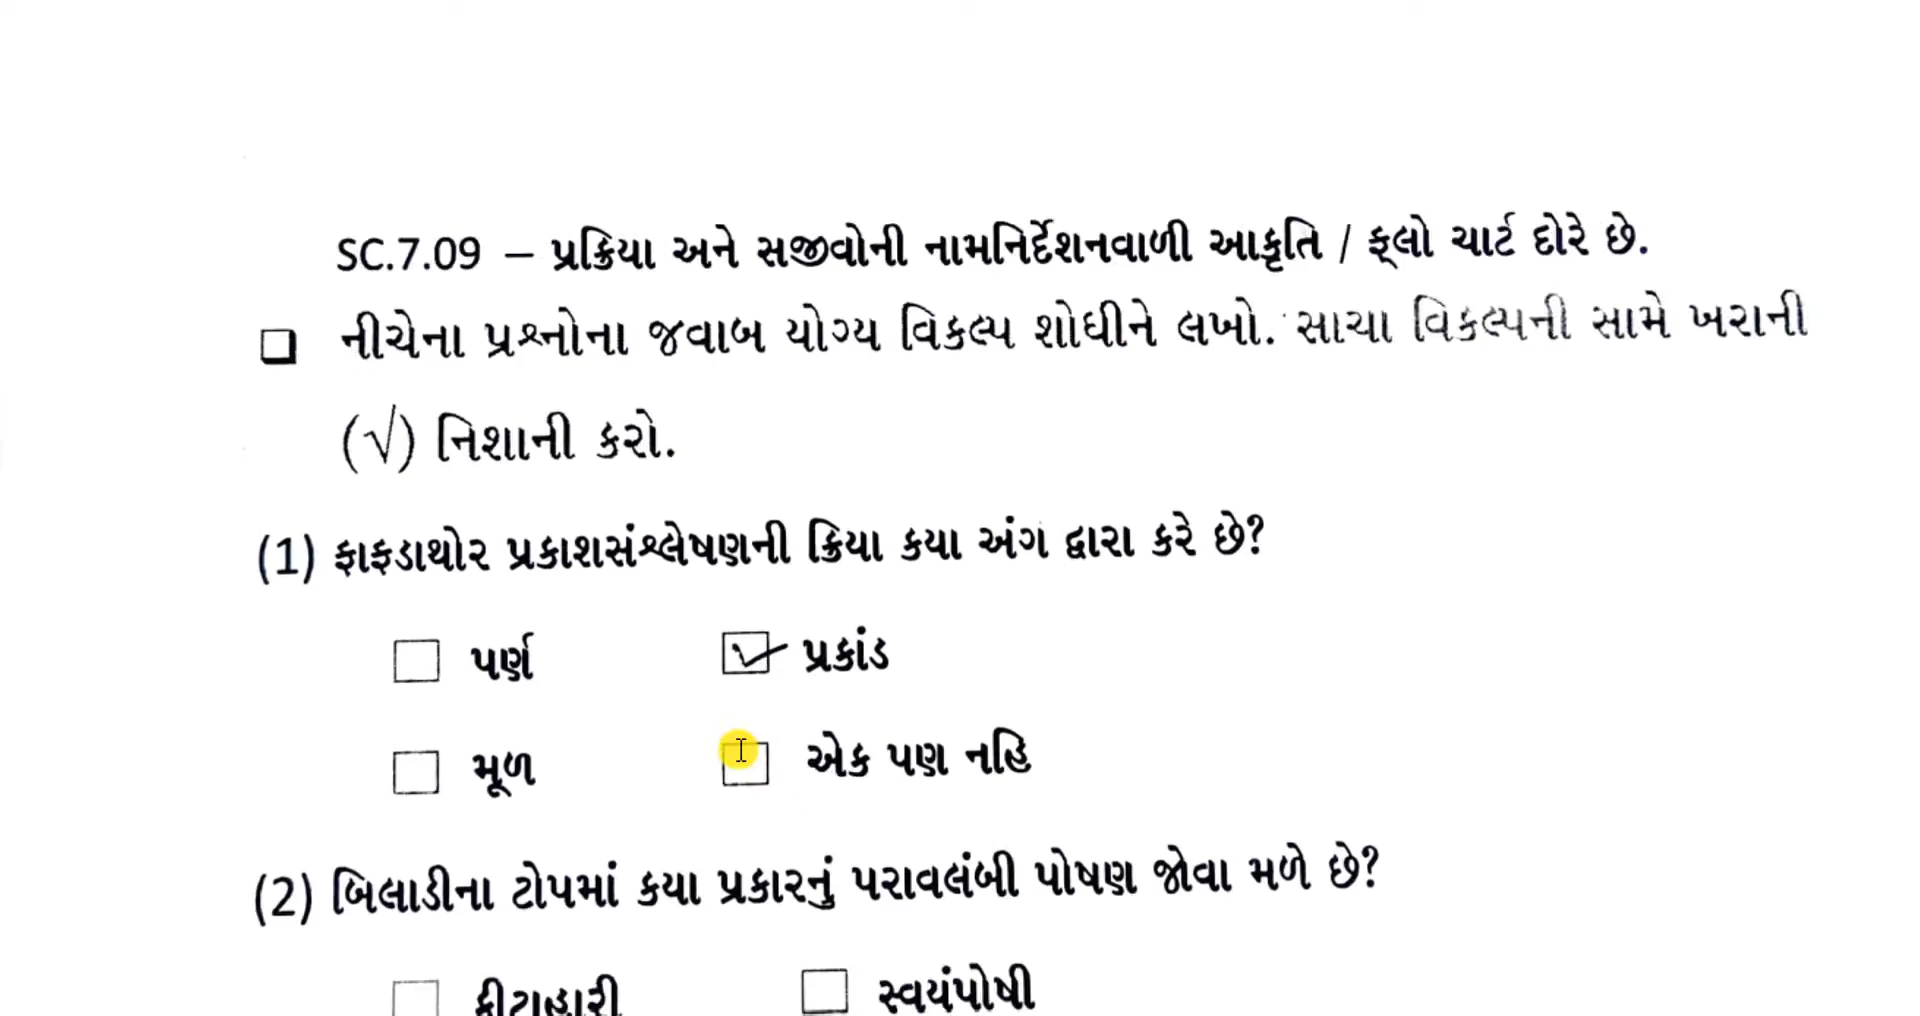 SC.7.09 – પ્રક્રિયા અને સજીવોની નામનિર્દેશનવાળી આકૃતિ / ફ્લો ચાર્ટ દોરે છે.
❑ નીચેના પ્રશ્નોના જવાબ યોગ્ય વિકલ્પ શોધીને લખો. સાચા વિકલ્પની સામે ખરાની
(√) નિશાની કરો.
(1) ફાફડાથોર પ્રકાશસંશ્લેષણની ક્રિયા કયા અંગ દ્વારા કરે છે?
પર્ણ પ્રકાંડ
મૂળ એક પણ નહિ
(2) બિલાડીના ટોપમાં કયા પ્રકારનું પરાવલંબી પોષણ જોવા મળે છે?
કીટાહારી સ્વયંપોષી